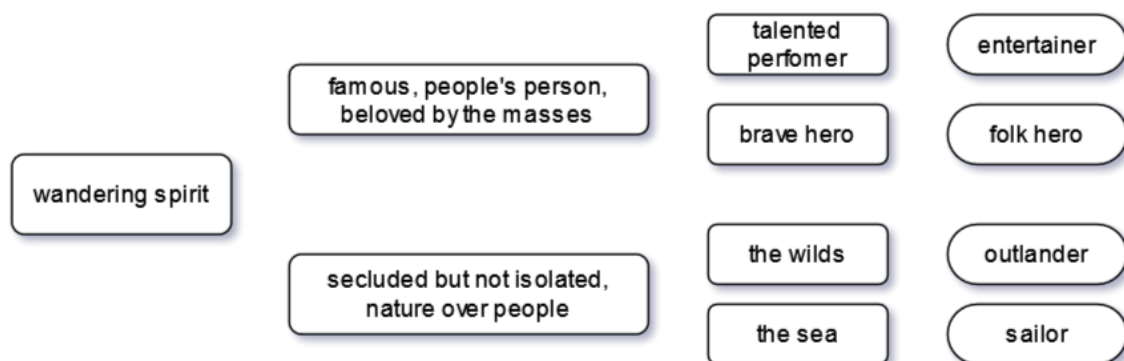 talented
perfomer
entertainer
famous, people's person,
beloved by the masses
brave hero
folk hero
wandering spirit
the wilds
outlander
secluded but not isolated,
nature over people
the sea
sailor